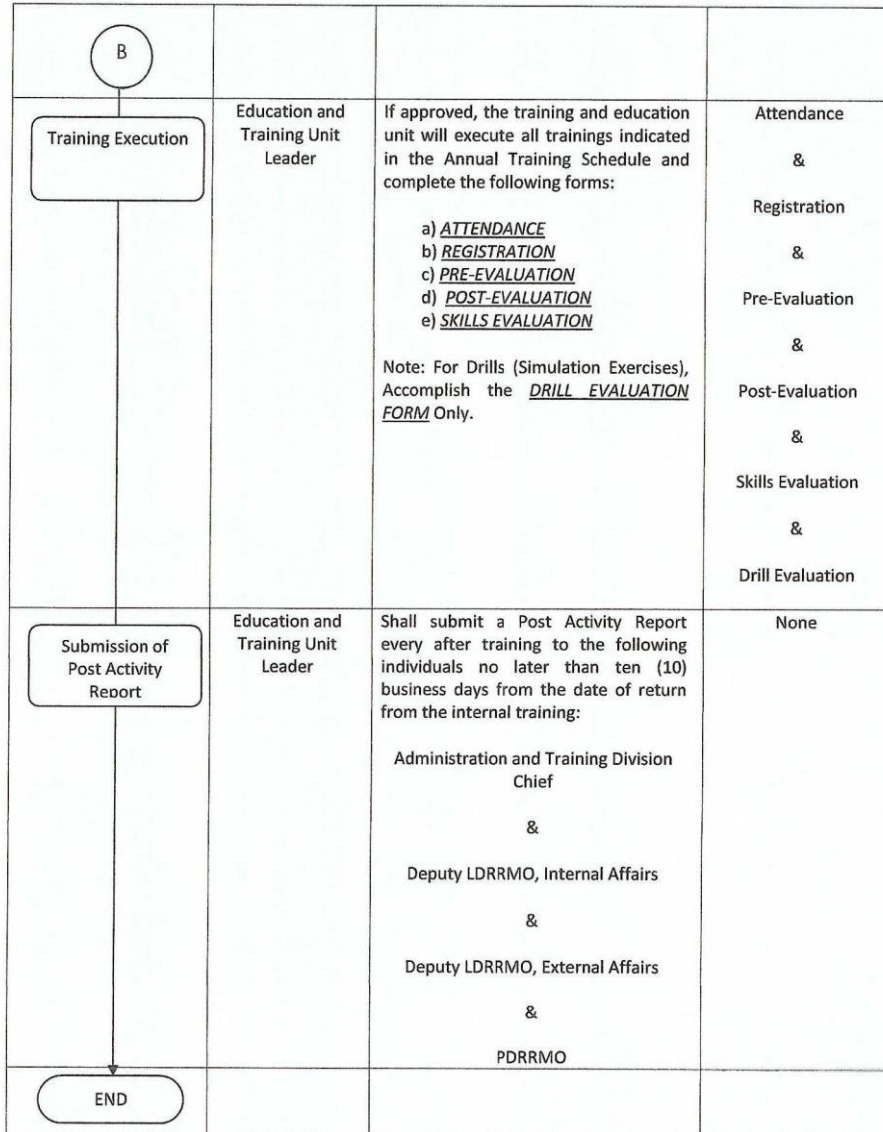 B
Training Execution
Education and
Training Unit
Leader
If approved, the training and education
unit will execute all trainings indicated
in the Annual Training Schedule and
complete the following forms:
a) ATTENDANCE
b) REGISTRATION
c) PRE-EVALUATION
d) POST-EVALUATION
e) SKILLS EVALUATION
Note: For Drills (Simulation Exercises),
Accomplish the DRILL EVALUATION
FORM Only.
Attendance
&
Registration
&
Pre-Evaluation
&
Post-Evaluation
&
Skills Evaluation
&
Drill Evaluation
Submission of
Post Activity
Report
Education and
Training Unit
Leader
Shall submit a Post Activity Report
every after training to the following
individuals no later than ten (10)
business days from the date of return
from the internal training:
Administration and Training Division
Chief
&
Deputy LDRRMO, Internal Affairs
&
Deputy LDRRMO, External Affairs
&
PDRRMO
None
END